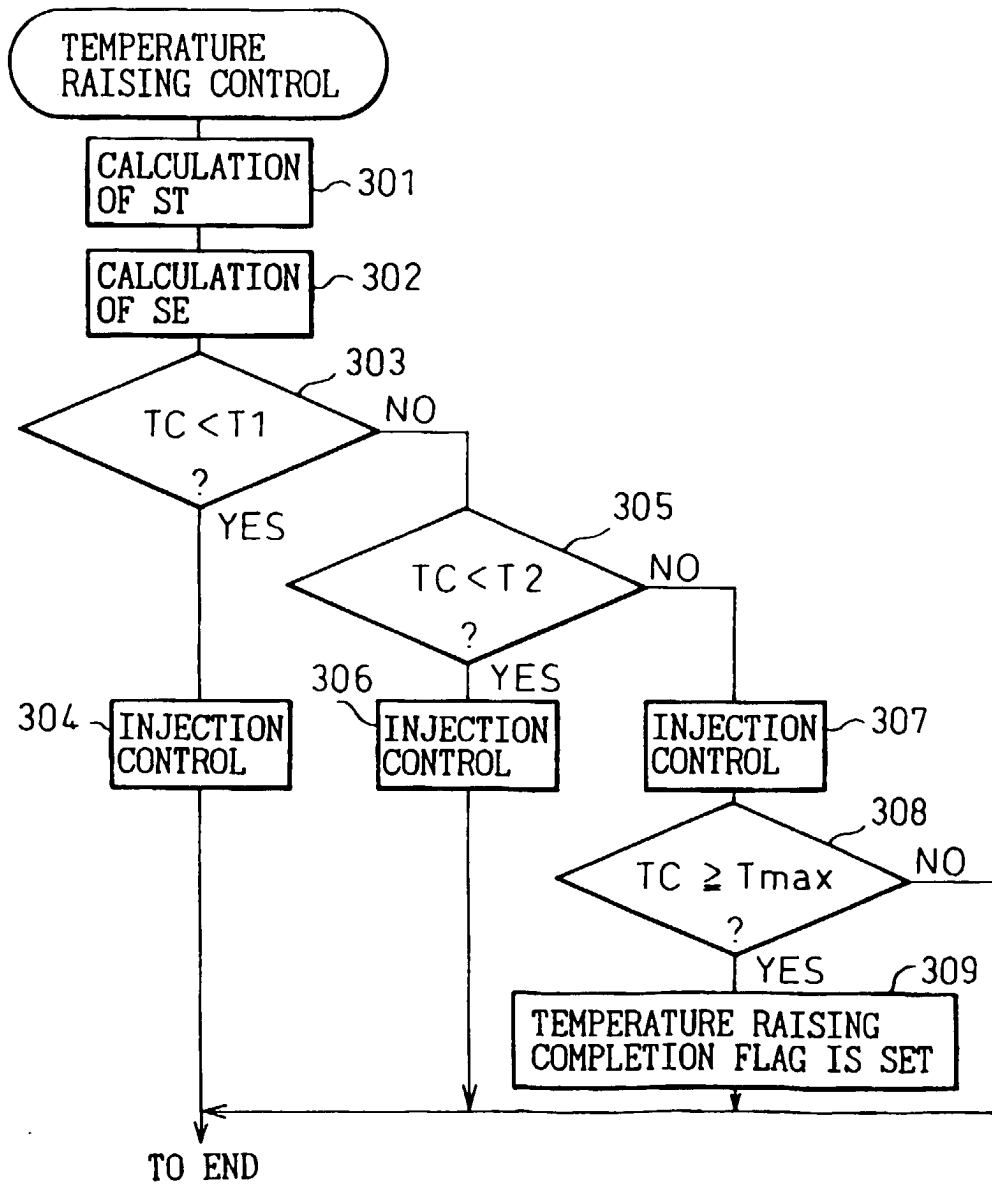 TEMPERATURE
RAISING CONTROL
CALCULATION
OF ST
301
CALCULATION
OF SE
302
303
TC < T1
?
NO
YES
305
TC < T2
?
NO
YES
304
INJECTION
CONTROL
306
INJECTION
CONTROL
INJECTION
CONTROL
307
308
TC ≧ Tmax
?
NO
YES
309
TEMPERATURE RAISING
COMPLETION FLAG IS SET
TO END